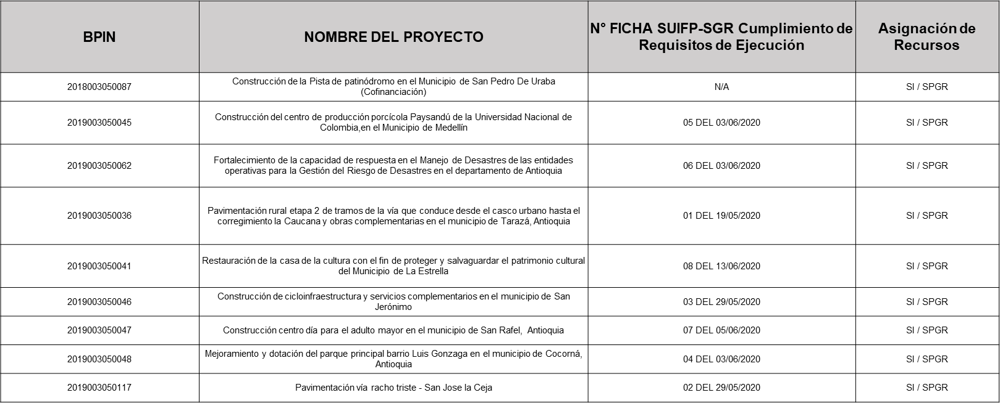 BPIN
NOMBRE DEL PROYECTO
N° FICHA SUIFP-SGR Cumplimiento de
Requisitos de Ejecución
Asignación de
Recursos
2018003050087
Construcción de la Pista de patinódromo en el Municipio de San Pedro De Uraba
(Cofinanciación)
N/A
SI / SPGR
2019003050045
Construcción del centro de producción porcícola Paysandú de la Universidad Nacional de
Colombia,en el Municipio de Medellín
05 DEL 03/06/2020
SI / SPGR
2019003050062
Fortalecimiento de la capacidad de respuesta en el Manejo de Desastres de las entidades
operativas para la Gestión del Riesgo de Desastres en el departamento de Antioquia
06 DEL 03/06/2020
SI / SPGR
2019003050036
Pavimentación rural etapa 2 de tramos de la vía que conduce desde el casco urbano hasta el
corregimiento la Caucana y obras complementarias en el municipio de Tarazá, Antioquia
01 DEL 19/05/2020
SI / SPGR
2019003050041
Restauración de la casa de la cultura con el fin de proteger y salvaguardar el patrimonio cultural
del Municipio de La Estrella
08 DEL 13/06/2020
SI / SPGR
2019003050046
Construcción de cicloinfraestructura y servicios complementarios en el municipio de San
Jerónimo
03 DEL 29/05/2020
SI / SPGR
2019003050047
Construcción centro día para el adulto mayor en el municipio de San Rafel, Antioquia
07 DEL 05/06/2020
SI / SPGR
2019003050048
Mejoramiento y dotación del parque principal barrio Luis Gonzaga en el municipio de Cocorná,
Antioquia
04 DEL 03/06/2020
SI / SPGR
2019003050117
Pavimentación vía racho triste - San Jose la Ceja
02 DEL 29/05/2020
SI / SPGR